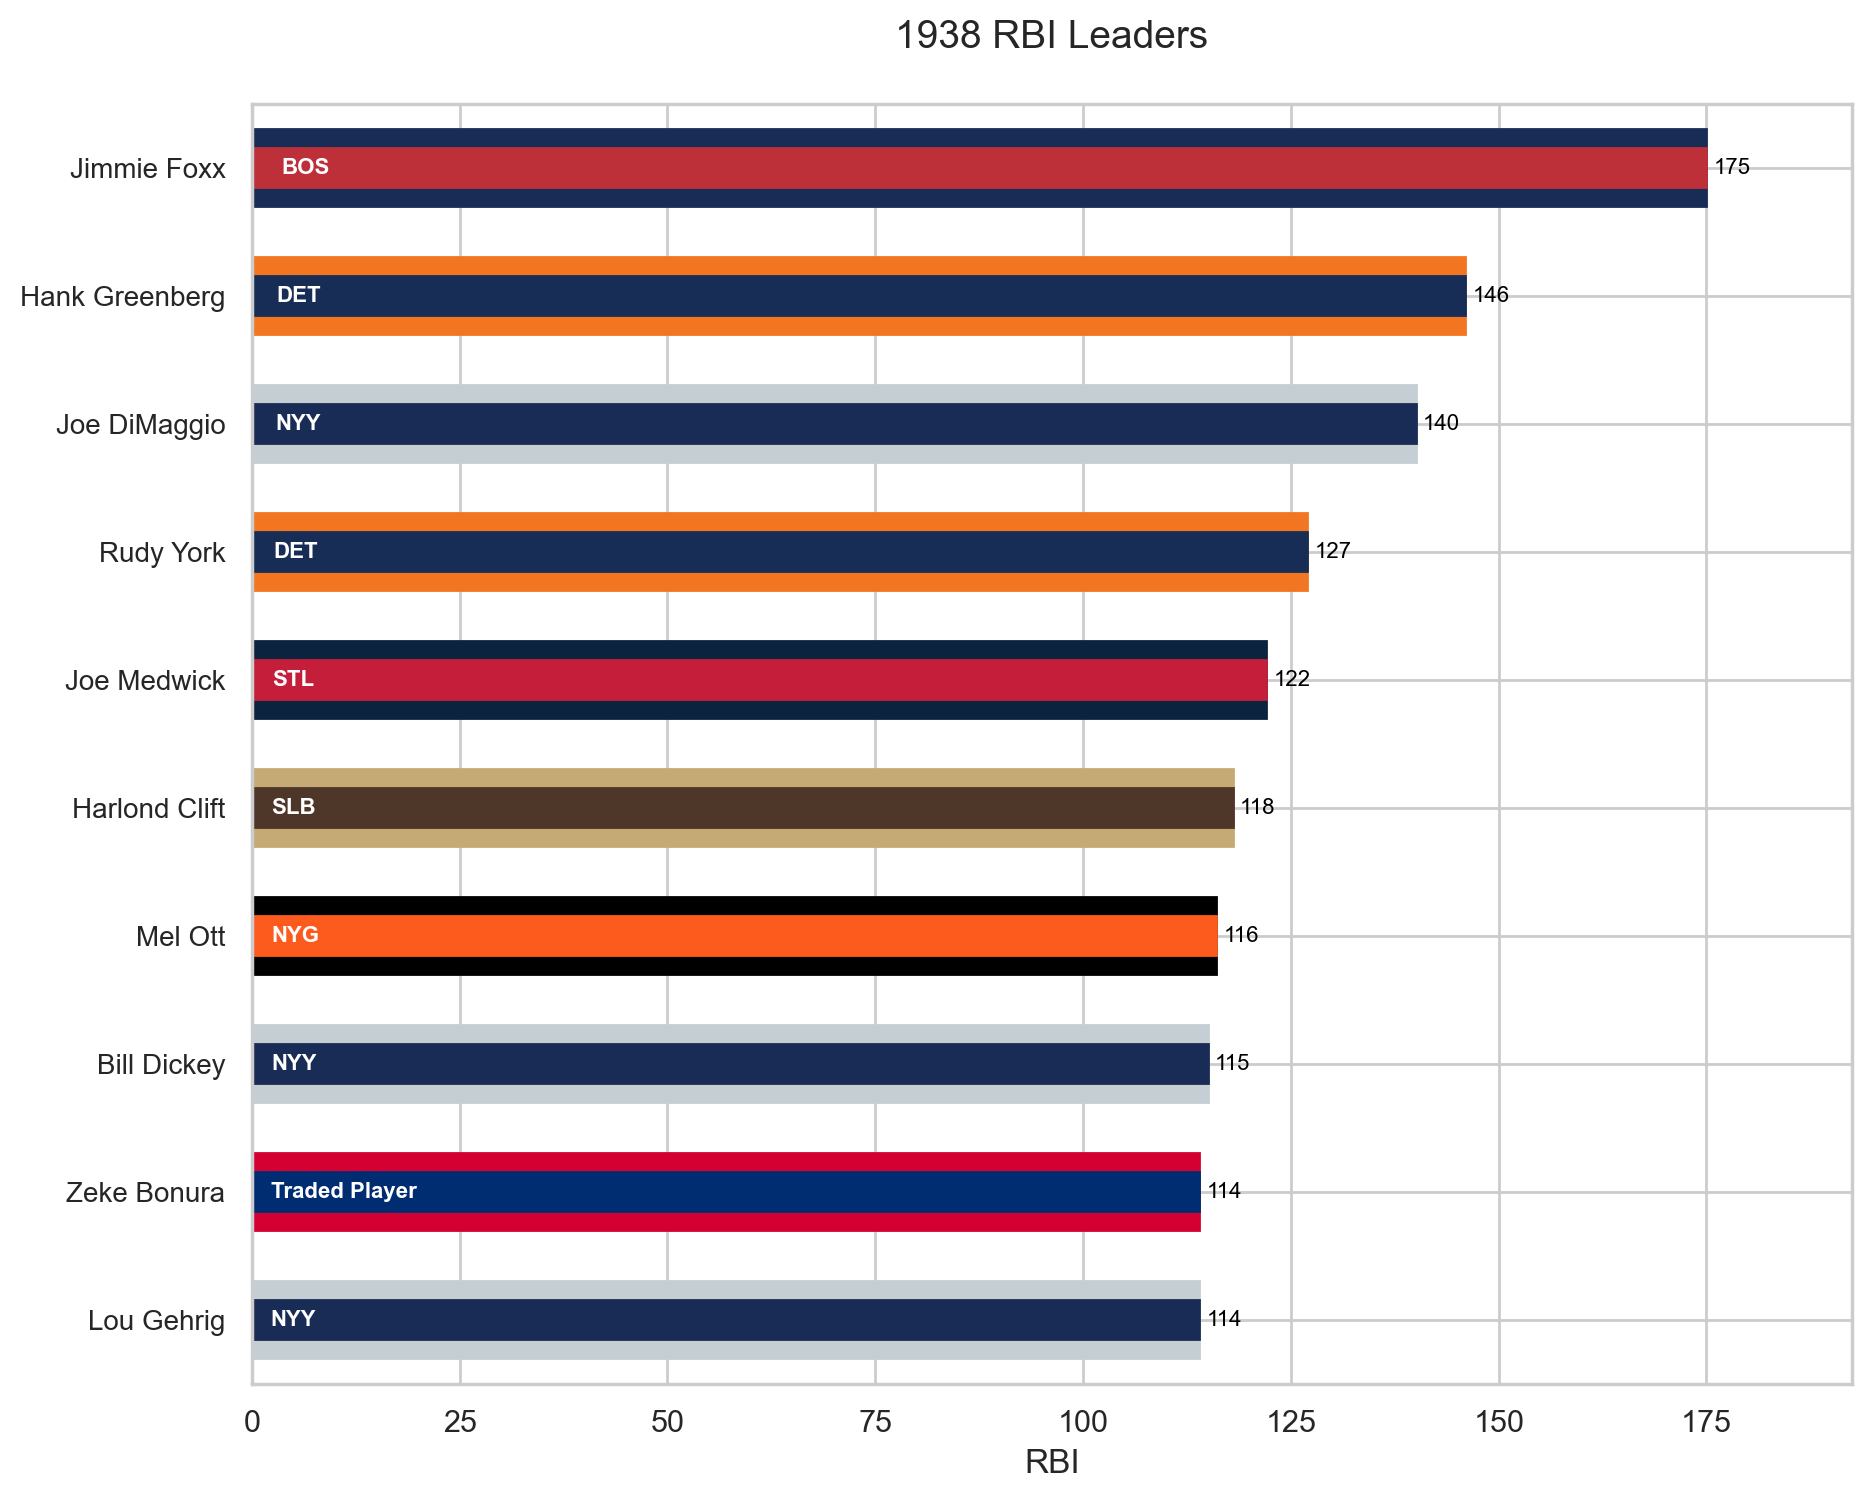 1938 RBI Leaders
Jimmie Foxx BOS 175
Hank Greenberg DET 146
Joe DiMaggio NYY 140
Rudy York DET 127
Joe Medwick STL 122
Harlond Clift SLB 118
Mel Ott NYG 116
Bill Dickey NYY 115
Zeke Bonura Traded Player 114
Lou Gehrig NYY 114
0 25 50 75 100 125 150 175
RBI